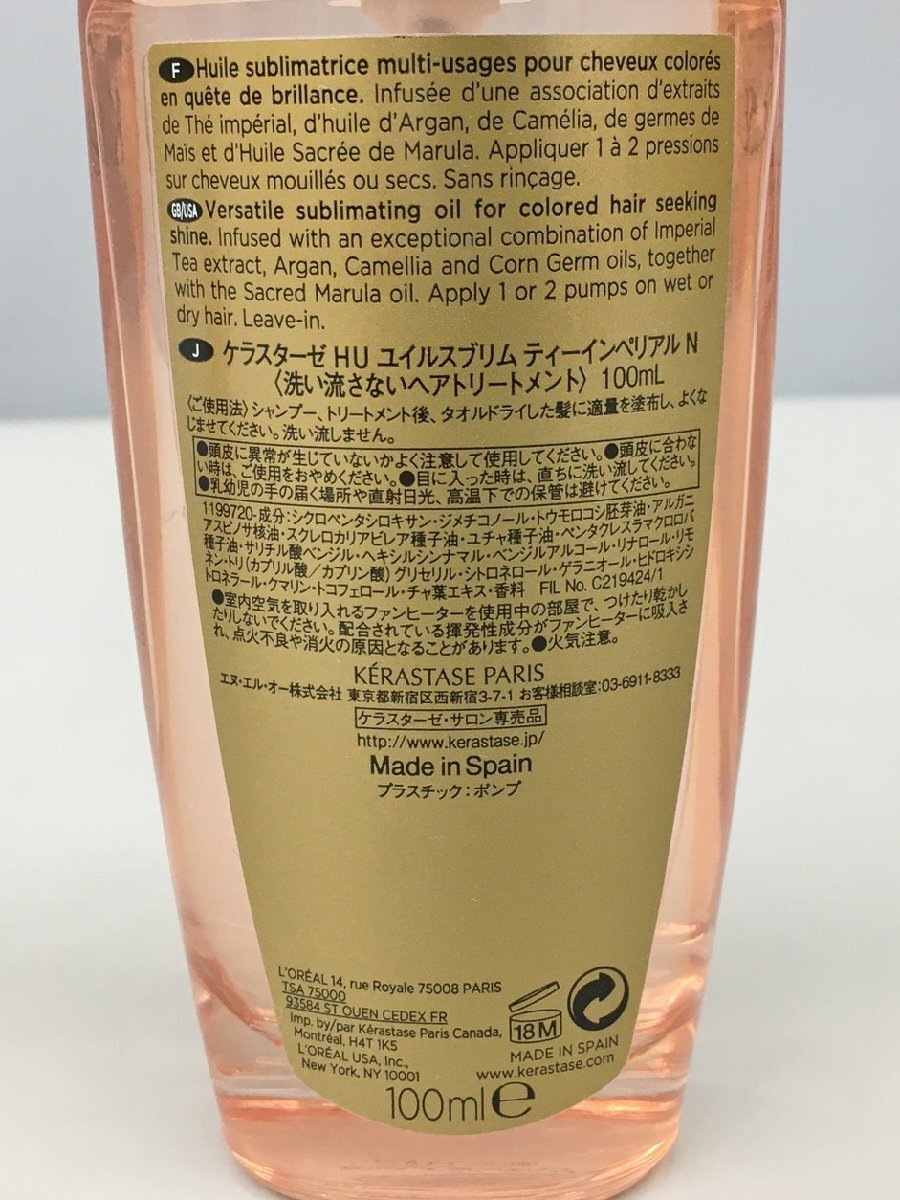 F Huile sublimatrice multi-usages pour cheveux colorés
en quête de brillance. Infusée d'une association d'extraits
de Thé impérial, d'huile d'Argan, de Camélia, de germes de
Maïs et d'Huile Sacrée de Marula. Appliquer 1 à 2 pressions
sur cheveux mouillés ou secs. Sans rinçage.
GB/USA Versatile sublimating oil for colored hair seeking
shine. Infused with an exceptional combination of Imperial
Tea extract, Argan, Camellia and Corn Germ oils, together
with the Sacred Marula oil. Apply 1 or 2 pumps on wet or
dry hair. Leave-in.
J ケラスターゼ HU ユイルスブリム ティーインペリアル N
〈洗い流さないヘアトリートメント〉 100mL
〈ご使用法〉シャンプー、トリートメント後、タオルドライした髪に適量を塗布し、よくな
じませてください。洗い流しません。
●頭皮に異常が生じていないかよく注意して使用してください。●頭皮に合わな
い時は、ご使用をおやめください。●目に入った時は、直ちに洗い流してください。
●乳幼児の手の届く場所や直射日光、高温下での保管は避けてください。
1199720-成分:シクロペンタシロキサン・ジメチコノール・トウモロコシ胚芽油・アルガニ
アスピノサ核油・スクレロカリアビレア種子油・ユチャ種子油・ペンタクレスラマクロロバ
種子油・サリチル酸ベンジル・ヘキシルシンナマル・ベンジルアルコール・リナロール・リモ
ネン・トリ(カプリル酸/カプリン酸)グリセリル・シトロネロール・ゲラニオール・ヒドロキシシ
トロネラール・クマリン・トコフェロール・チャ葉エキス・香料 FIL No. C219424/1
●室内空気を取り入れるファンヒーターを使用中の部屋で、つけたり乾かし
たりしないでください。配合されている揮発性成分がファンヒーターに吸入さ
れ、点火不良や消火の原因となることがあります。●火気注意。
KÉRASTASE PARIS
エヌ・エル・オー株式会社 東京都新宿区西新宿3-7-1 お客様相談室:03-6911-8333
ケラスターゼ・サロン専売品
http://www.kerastase.jp/
Made in Spain
プラスチック:ポンプ
L'ORÉAL 14, rue Royale 75008 PARIS
TSA 75000
93584 ST OUEN CEDEX FR
Imp. by/par Kérastase Paris Canada,
Montréal, H4T 1K5
L'ORÉAL USA, Inc.,
New York, NY 10001
18M
MADE IN SPAIN
www.kerastase.com
100ml e